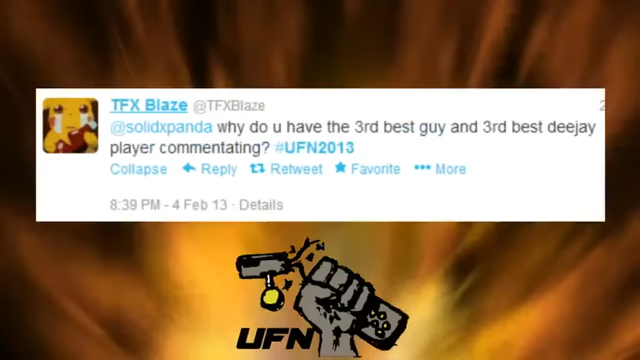 TFX Blaze @TFXBlaze
2
@solidxpanda why do u have the 3rd best guy and 3rd best deejay
player commentating? #UFN2013
Collapse Reply Retweet Favorite More
8:39 PM - 4 Feb 13 · Details
UFN